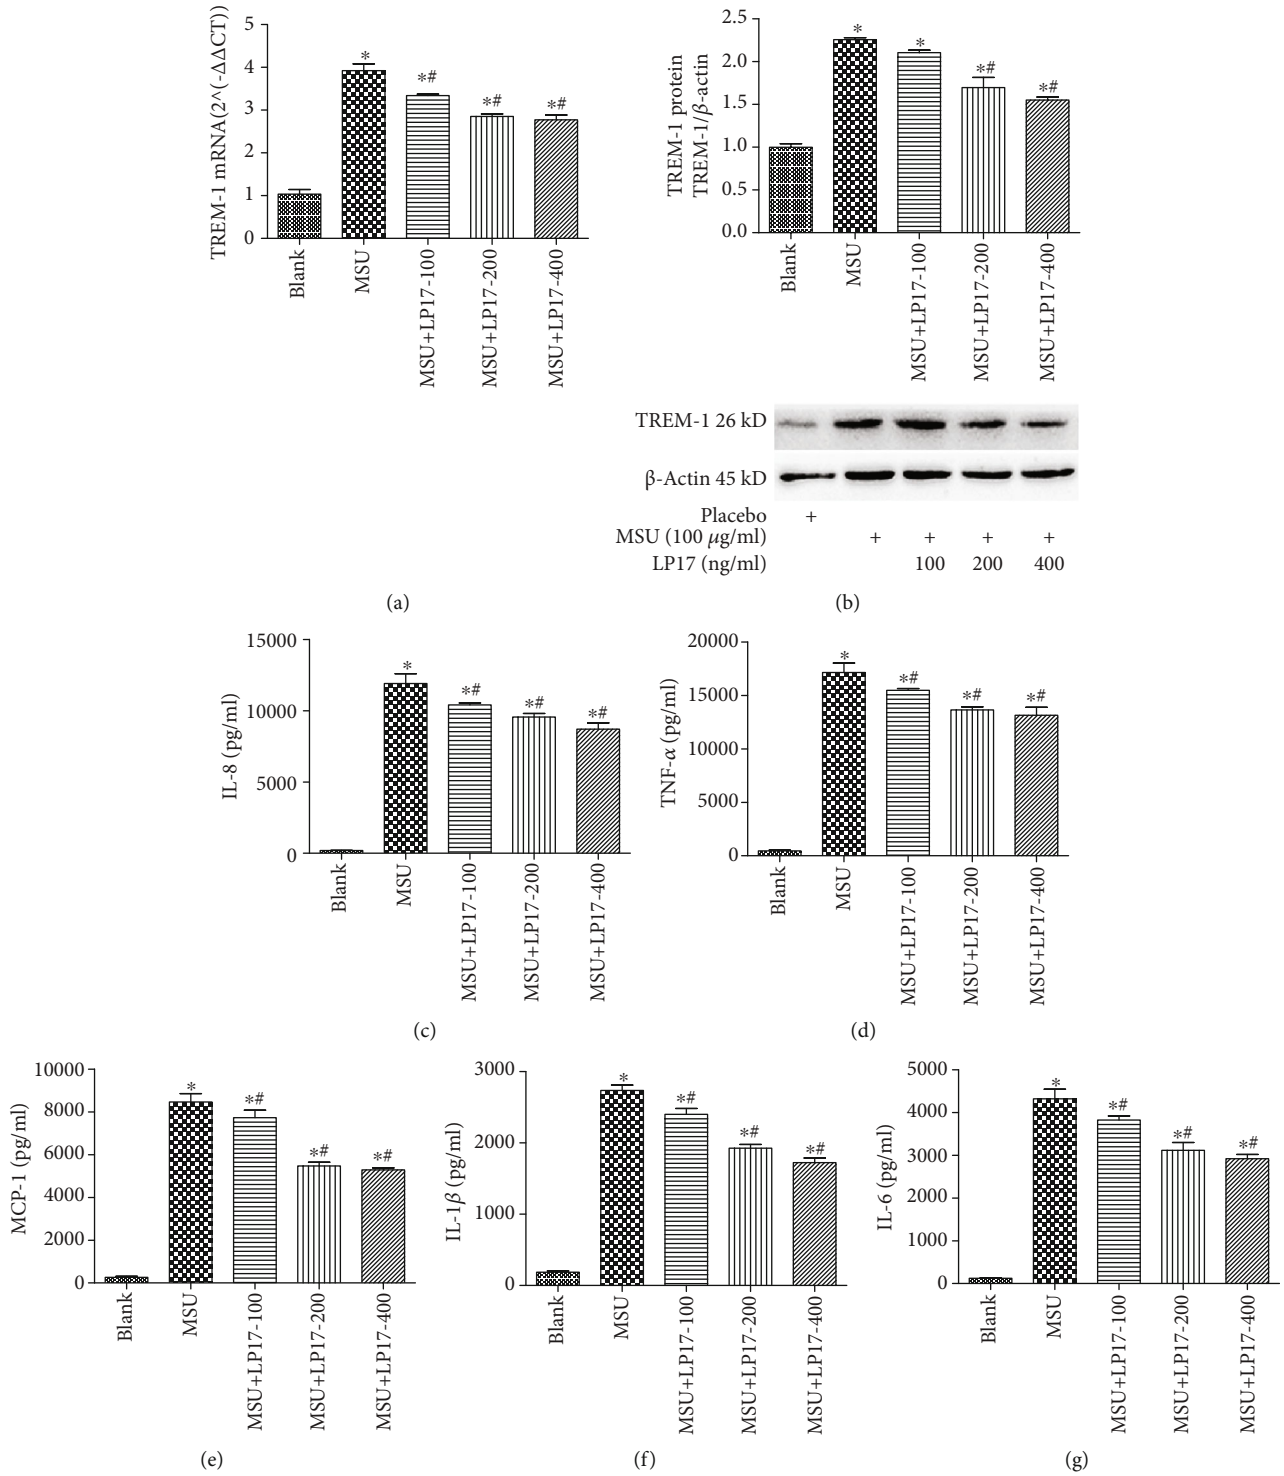 TREM-1 mRNA(2^(-ΔΔCT))
5
4
3
2
1
0
*
*#
*#
*#
Blank
MSU
MSU+LP17-100
MSU+LP17-200
MSU+LP17-400
(a)
TREM-1 protein
TREM-1/β-actin
2.5
2.0
1.5
1.0
0.5
0.0
*
*
*#
*#
Blank
MSU
MSU+LP17-100
MSU+LP17-200
MSU+LP17-400
TREM-1 26 kD
β-Actin 45 kD
Placebo +
MSU (100 μg/ml) + + + +
LP17 (ng/ml) 100 200 400
(b)
IL-8 (pg/ml)
15000
10000
5000
0
*
*#
*#
*#
Blank
MSU
MSU+LP17-100
MSU+LP17-200
MSU+LP17-400
(c)
TNF-α (pg/ml)
20000
15000
10000
5000
0
*
*#
*#
*#
Blank
MSU
MSU+LP17-100
MSU+LP17-200
MSU+LP17-400
(d)
MCP-1 (pg/ml)
10000
8000
6000
4000
2000
0
*
*#
*#
*#
Blank
MSU
MSU+LP17-100
MSU+LP17-200
MSU+LP17-400
(e)
IL-1β (pg/ml)
3000
2000
1000
0
*
*#
*#
*#
Blank
MSU
MSU+LP17-100
MSU+LP17-200
MSU+LP17-400
(f)
IL-6 (pg/ml)
5000
4000
3000
2000
1000
0
*
*#
*#
*#
Blank
MSU
MSU+LP17-100
MSU+LP17-200
MSU+LP17-400
(g)